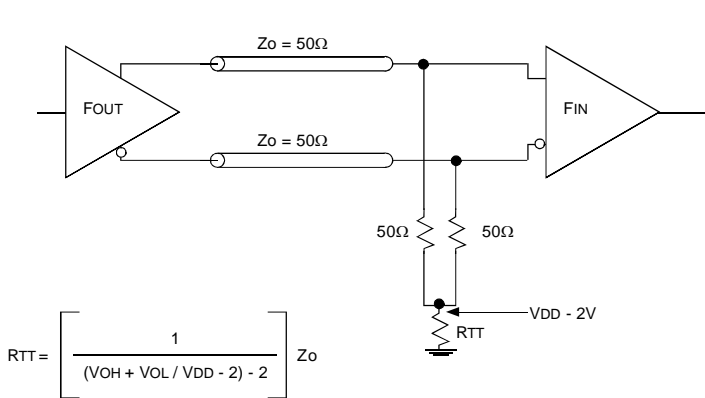 Zo = 50Ω
FOUT
FIN
Zo = 50Ω
50Ω
50Ω
VDD - 2V
RTT
RTT = [ 1 / (VOH + VOL / VDD - 2) - 2 ] Zo